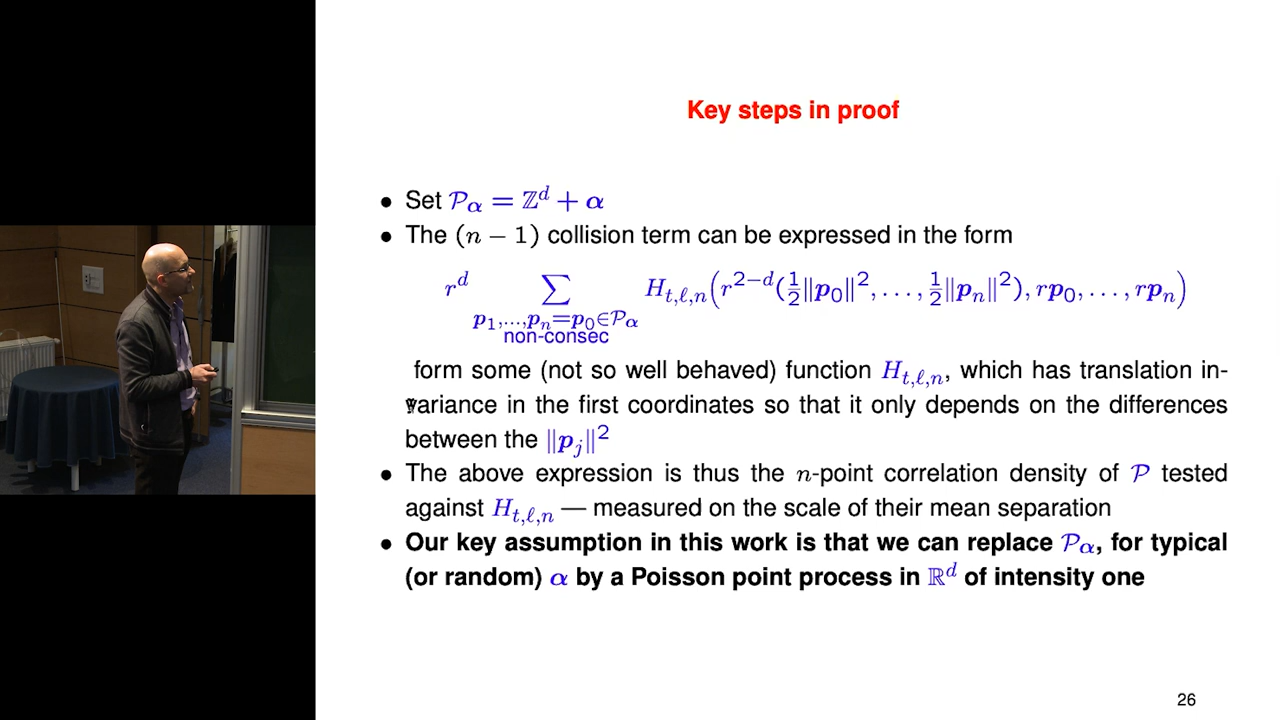 Key steps in proof
• Set 𝒫_α = ℤ^d + α
• The (n − 1) collision term can be expressed in the form
r^d ∑_{p_1,...,p_n=p_0∈𝒫_α non-consec} H_{t,ℓ,n}(r^{2−d}(½‖p_0‖², . . . , ½‖p_n‖²), rp_0, . . . , rp_n)
form some (not so well behaved) function H_{t,ℓ,n}, which has translation in-
variance in the first coordinates so that it only depends on the differences
between the ‖p_j‖²
• The above expression is thus the n-point correlation density of 𝒫 tested
against H_{t,ℓ,n} — measured on the scale of their mean separation
• Our key assumption in this work is that we can replace 𝒫_α, for typical
(or random) α by a Poisson point process in ℝ^d of intensity one
26